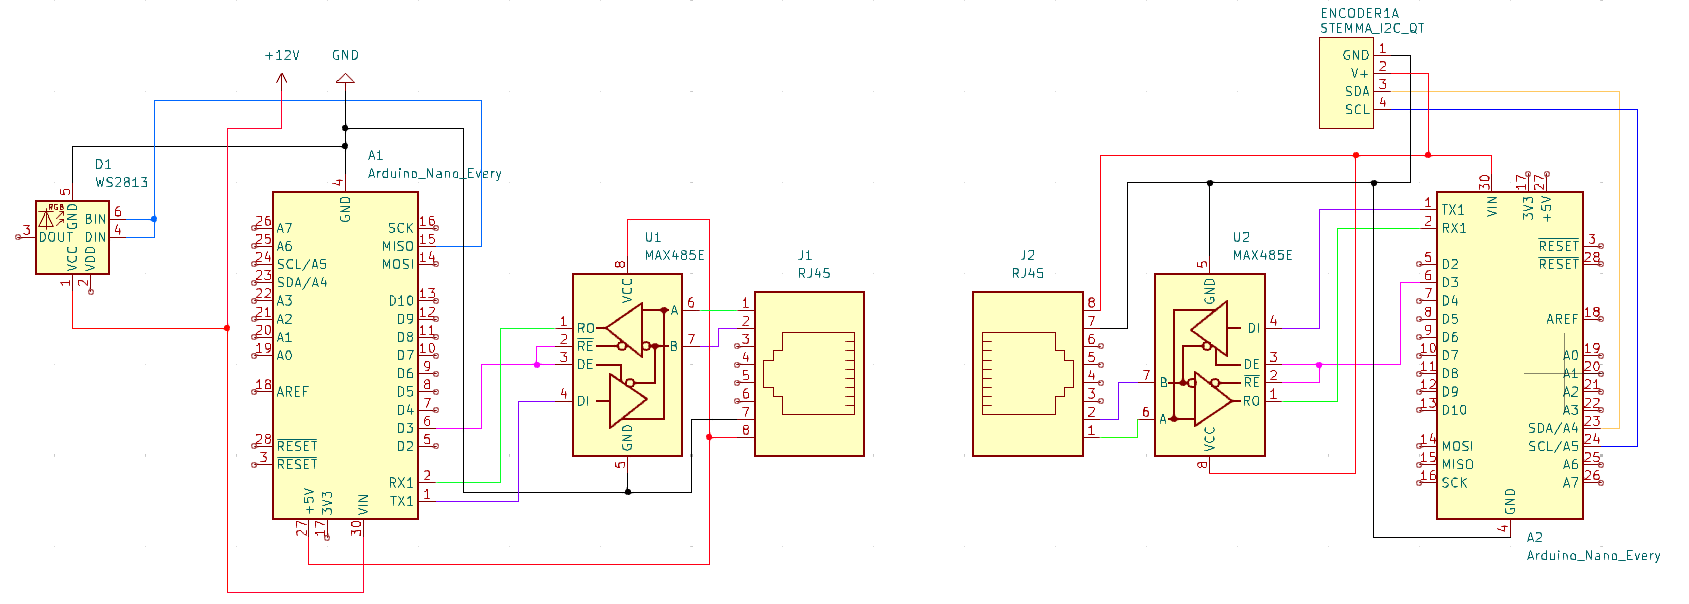 ENCODER1A
STEMMA_I2C_QT
GND 1
V+ 2
SDA 3
SCL 4
+12V
GND
D1
WS2813
5
RGB
GND
3 DOUT
BIN 6
DIN 4
VCC
VDD
1
2
A1
Arduino_Nano_Every
4
GND
26 A7
25 A6
24 SCL/A5
23 SDA/A4
22 A3
21 A2
20 A1
19 A0
18 AREF
28 RESET
3 RESET
SCK 16
MISO 15
MOSI 14
D10 13
D9 12
D8 11
D7 10
D6 9
D5 8
D4 7
D3 6
D2 5
RX1 2
TX1 1
+5V
3V3
VIN
27
17
30
U1
MAX485E
8
VCC
1 RO
2 RE
3 DE
4 DI
A 6
B 7
GND
5
J1
RJ45
1
2
3
4
5
6
7
8
J2
RJ45
8
7
6
5
4
3
2
1
U2
MAX485E
5
GND
7 B
6 A
DI 4
DE 3
RE 2
RO 1
VCC
8
30
17
27
VIN
3V3
+5V
1 TX1
2 RX1
5 D2
6 D3
7 D4
8 D5
9 D6
10 D7
11 D8
12 D9
13 D10
14 MOSI
15 MISO
16 SCK
RESET 3
RESET 28
AREF 18
A0 19
A1 20
A2 21
A3 22
SDA/A4 23
SCL/A5 24
A6 25
A7 26
GND
4
A2
Arduino_Nano_Every